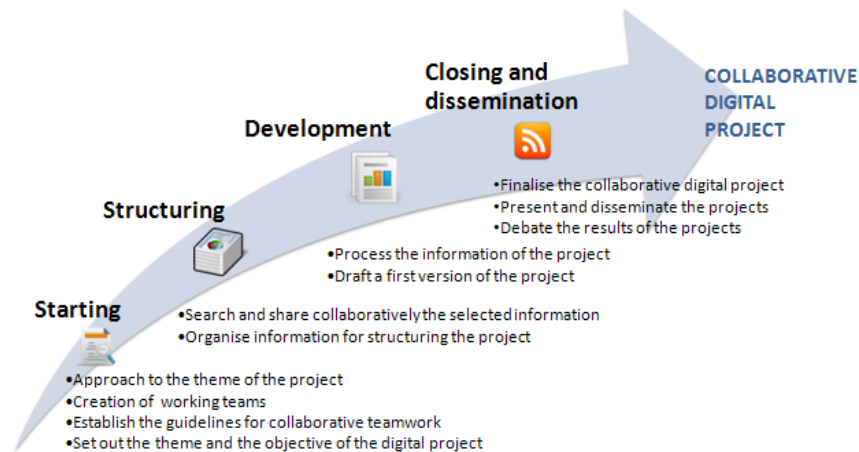 Closing and
dissemination
COLLABORATIVE
DIGITAL
PROJECT
Development
•Finalise the collaborative digital project
•Present and disseminate the projects
•Debate the results of the projects
Structuring
•Process the information of the project
•Draft a first version of the project
Starting
•Search and share collaboratively the selected information
•Organise information for structuring the project
•Approach to the theme of the project
•Creation of working teams
•Establish the guidelines for collaborative teamwork
•Set out the theme and the objective of the digital project